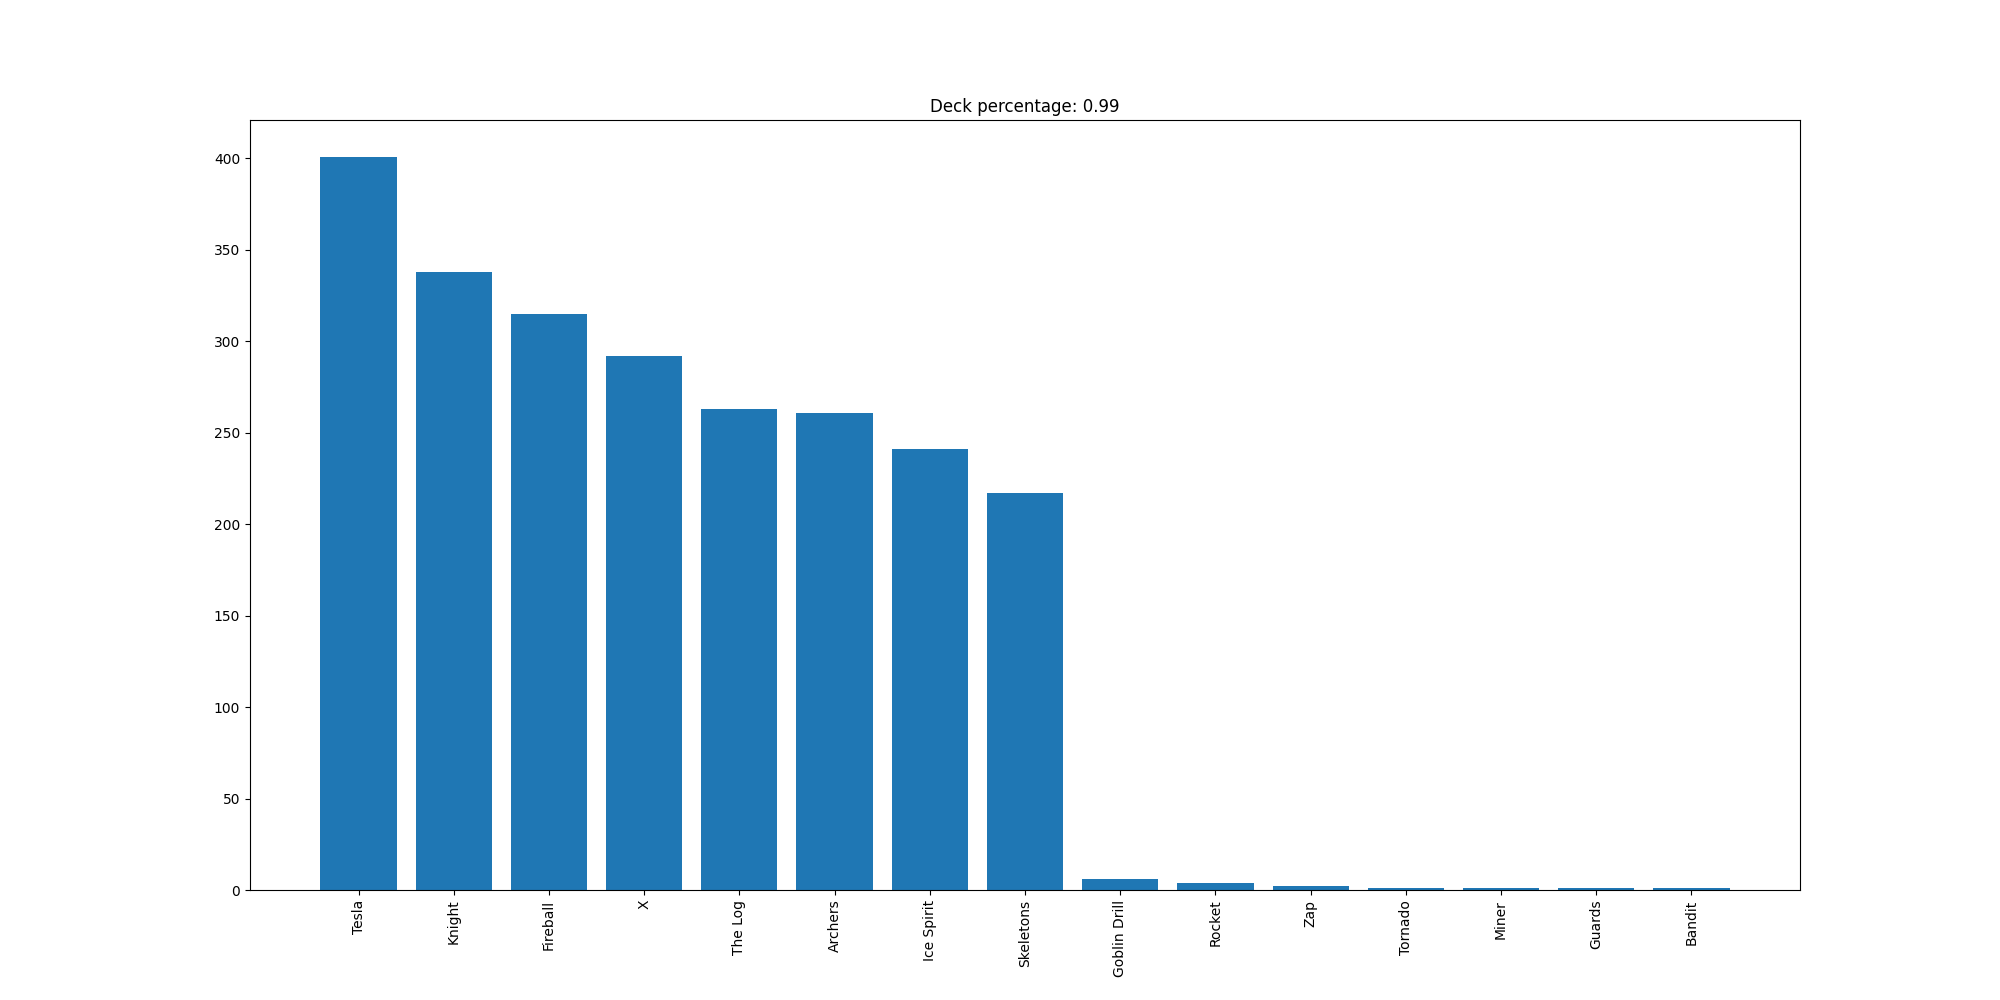 Deck percentage: 0.99
400
350
300
250
200
150
100
50
0
Tesla
Knight
Fireball
X
The Log
Archers
Ice Spirit
Skeletons
Goblin Drill
Rocket
Zap
Tornado
Miner
Guards
Bandit